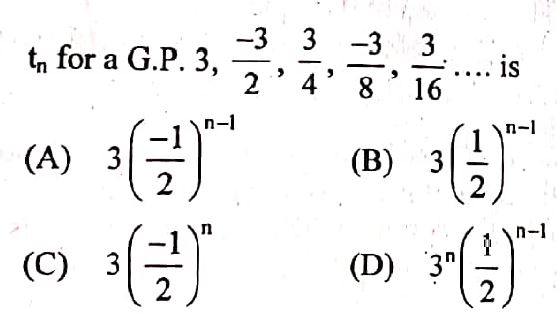 tₙ for a G.P. 3, -3/2, 3/4, -3/8, 3/16 .... is
(A) 3(-1/2)ⁿ⁻¹ (B) 3(1/2)ⁿ⁻¹
(C) 3(-1/2)ⁿ (D) 3ⁿ(1/2)ⁿ⁻¹